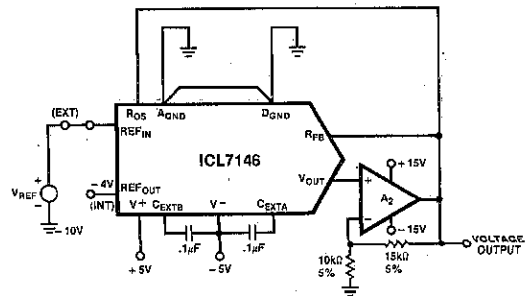 ROS AGND DGND
(EXT)
REFIN
RFB
ICL7146
VOUT
+ 15V
+
VREF
+
−
− 10V
− 4V
(INT)
REFOUT
V+ CEXTB V− CEXTA
.1µF
.1µF
+ 5V
− 5V
A2
−
− 15V
10kΩ
5%
15kΩ
5%
VOLTAGE
OUTPUT